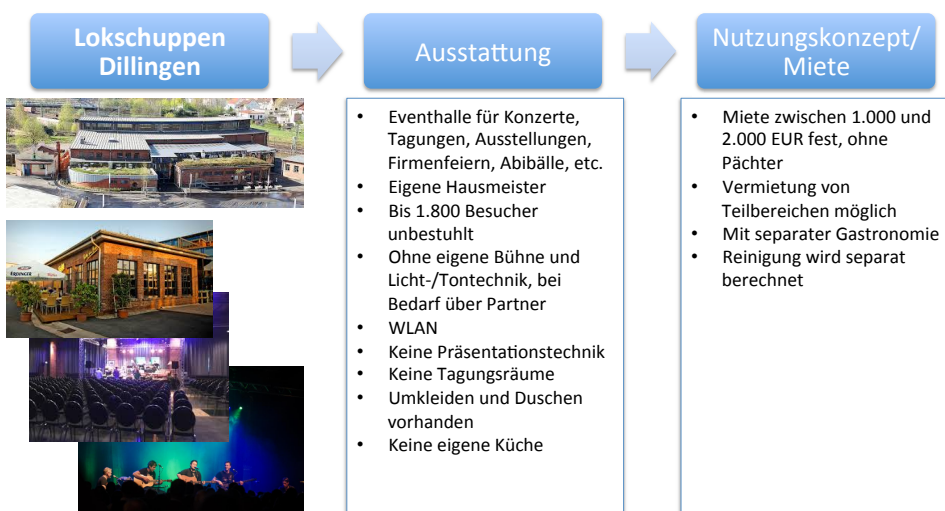 Lokschuppen
Dillingen
Ausstattung
Nutzungskonzept/
Miete
• Eventhalle für Konzerte,
Tagungen, Ausstellungen,
Firmenfeiern, Abibälle, etc.
• Eigene Hausmeister
• Bis 1.800 Besucher
unbestuhlt
• Ohne eigene Bühne und
Licht-/Tontechnik, bei
Bedarf über Partner
• WLAN
• Keine Präsentationstechnik
• Keine Tagungsräume
• Umkleiden und Duschen
vorhanden
• Keine eigene Küche
• Miete zwischen 1.000 und
2.000 EUR fest, ohne
Pächter
• Vermietung von
Teilbereichen möglich
• Mit separater Gastronomie
• Reinigung wird separat
berechnet
ERDINGER